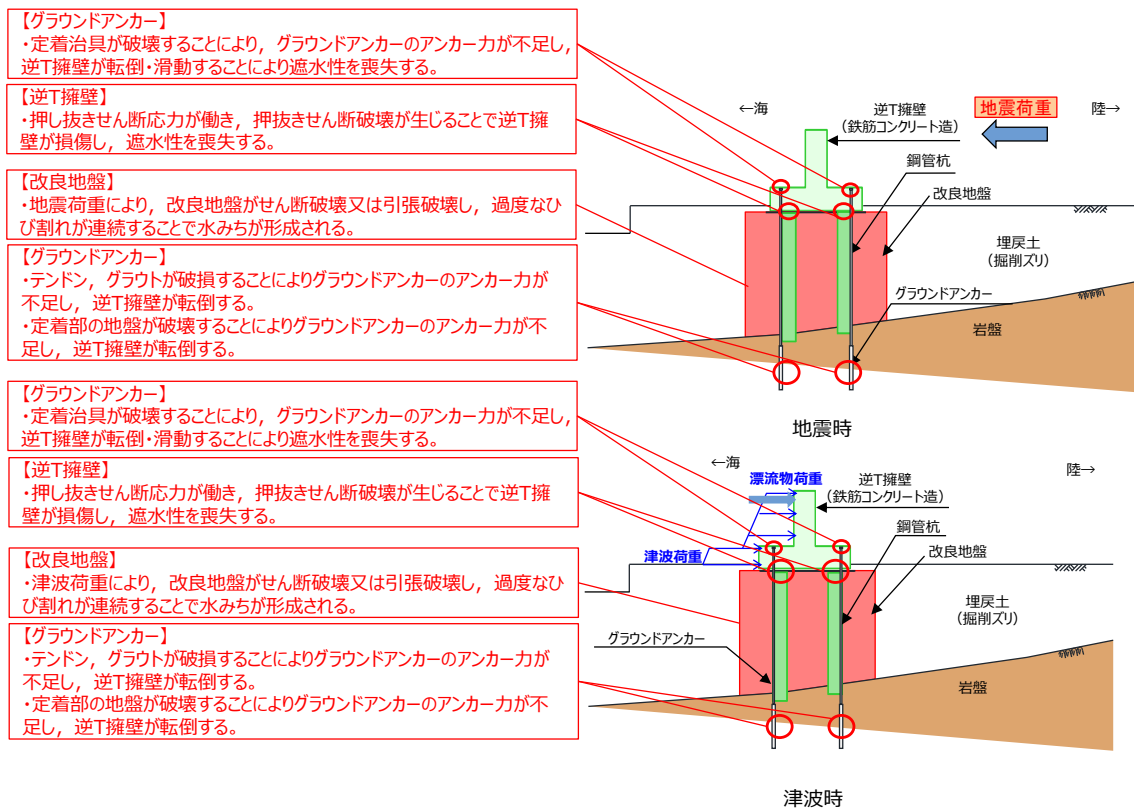 【グラウンドアンカー】
・定着治具が破壊することにより，グラウンドアンカーのアンカー力が不足し，
逆T擁壁が転倒・滑動することにより遮水性を喪失する。
【逆T擁壁】
・押し抜きせん断応力が働き，押抜きせん断破壊が生じることで逆T擁
壁が損傷し，遮水性を喪失する。
【改良地盤】
・地震荷重により，改良地盤がせん断破壊又は引張破壊し，過度なひ
び割れが連続することで水みちが形成される。
【グラウンドアンカー】
・テンドン，グラウトが破損することによりグラウンドアンカーのアンカー力が
不足し，逆T擁壁が転倒する。
・定着部の地盤が破壊することによりグラウンドアンカーのアンカー力が不
足し，逆T擁壁が転倒する。
←海
逆T擁壁
（鉄筋コンクリート造）
地震荷重
陸→
鋼管杭
改良地盤
埋戻土
（掘削ズリ）
グラウンドアンカー
岩盤
地震時
【グラウンドアンカー】
・定着治具が破壊することにより，グラウンドアンカーのアンカー力が不足し，
逆T擁壁が転倒・滑動することにより遮水性を喪失する。
【逆T擁壁】
・押し抜きせん断応力が働き，押抜きせん断破壊が生じることで逆T擁
壁が損傷し，遮水性を喪失する。
【改良地盤】
・津波荷重により，改良地盤がせん断破壊又は引張破壊し，過度なひ
び割れが連続することで水みちが形成される。
【グラウンドアンカー】
・テンドン，グラウトが破損することによりグラウンドアンカーのアンカー力が
不足し，逆T擁壁が転倒する。
・定着部の地盤が破壊することによりグラウンドアンカーのアンカー力が不
足し，逆T擁壁が転倒する。
←海
陸→
漂流物荷重
逆T擁壁
（鉄筋コンクリート造）
鋼管杭
津波荷重
改良地盤
埋戻土
（掘削ズリ）
グラウンドアンカー
岩盤
津波時